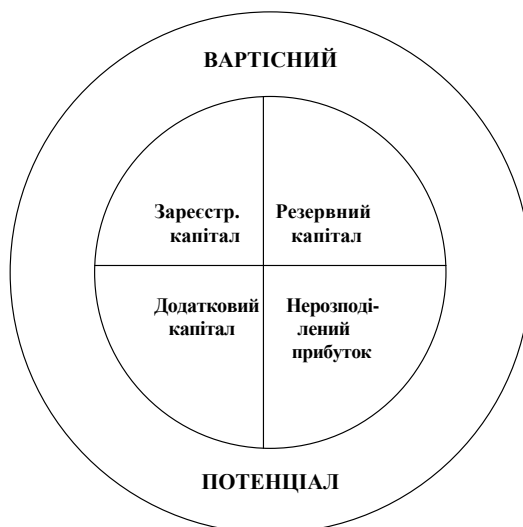 ВАРТІСНИЙ
Зареєстр.
капітал
Резервний
капітал
Додатковий
капітал
Нерозподі-
лений
прибуток
ПОТЕНЦІАЛ